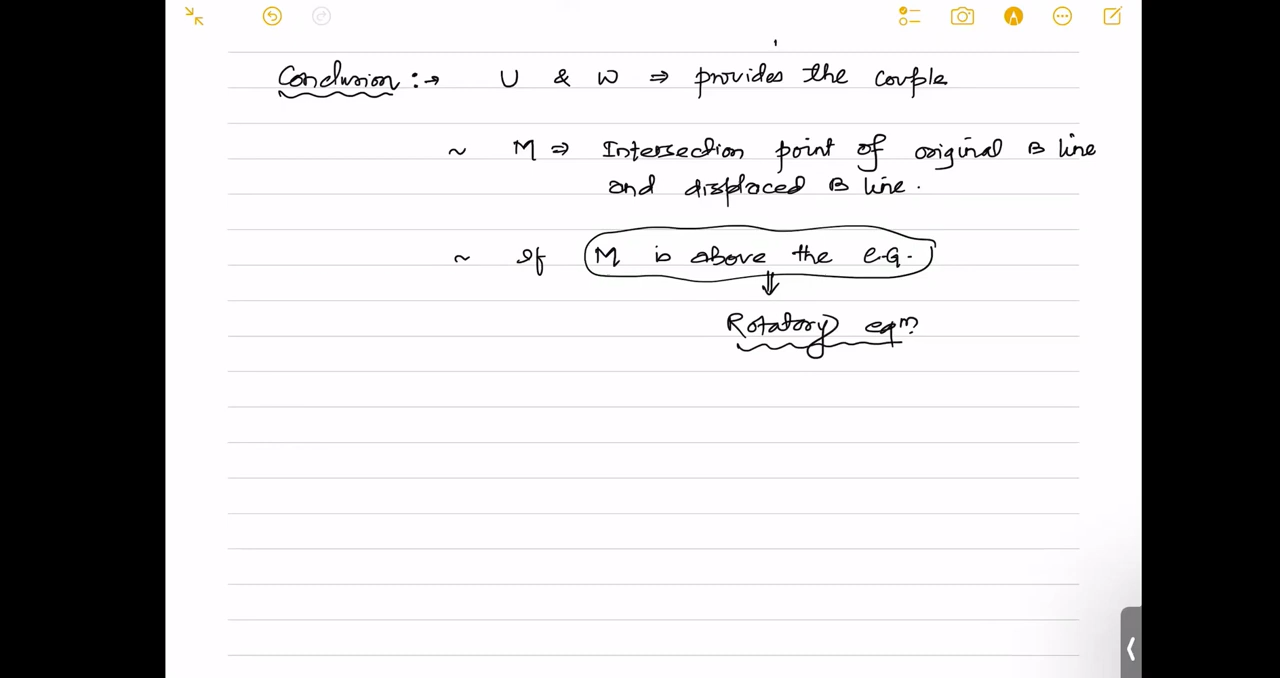 Conclusion :→ U & W ⇒ provides the couple
~ M ⇒ Intersection point of original B line
and displaced B line.
~ If M is above the C.G.
⇓
Rotatory eqm